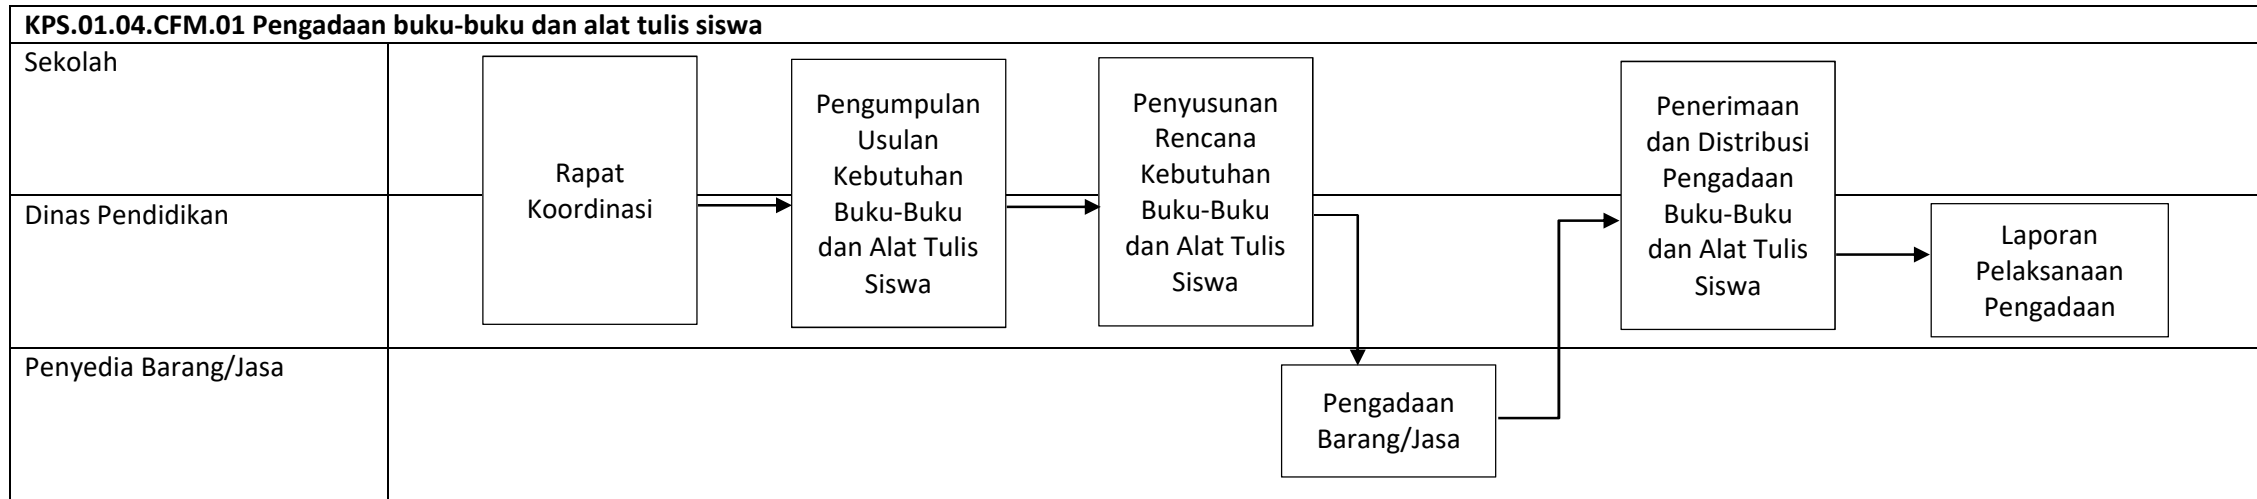 KPS.01.04.CFM.01 Pengadaan buku-buku dan alat tulis siswa
Sekolah
Dinas Pendidikan
Penyedia Barang/Jasa
Rapat
Koordinasi
Pengumpulan
Usulan
Kebutuhan
Buku-Buku
dan Alat Tulis
Siswa
Penyusunan
Rencana
Kebutuhan
Buku-Buku
dan Alat Tulis
Siswa
Pengadaan
Barang/Jasa
Penerimaan
dan Distribusi
Pengadaan
Buku-Buku
dan Alat Tulis
Siswa
Laporan
Pelaksanaan
Pengadaan